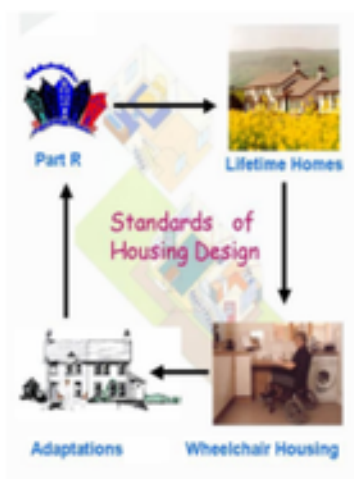 Part R
Lifetime Homes
Standards of
Housing Design
Adaptations
Wheelchair Housing